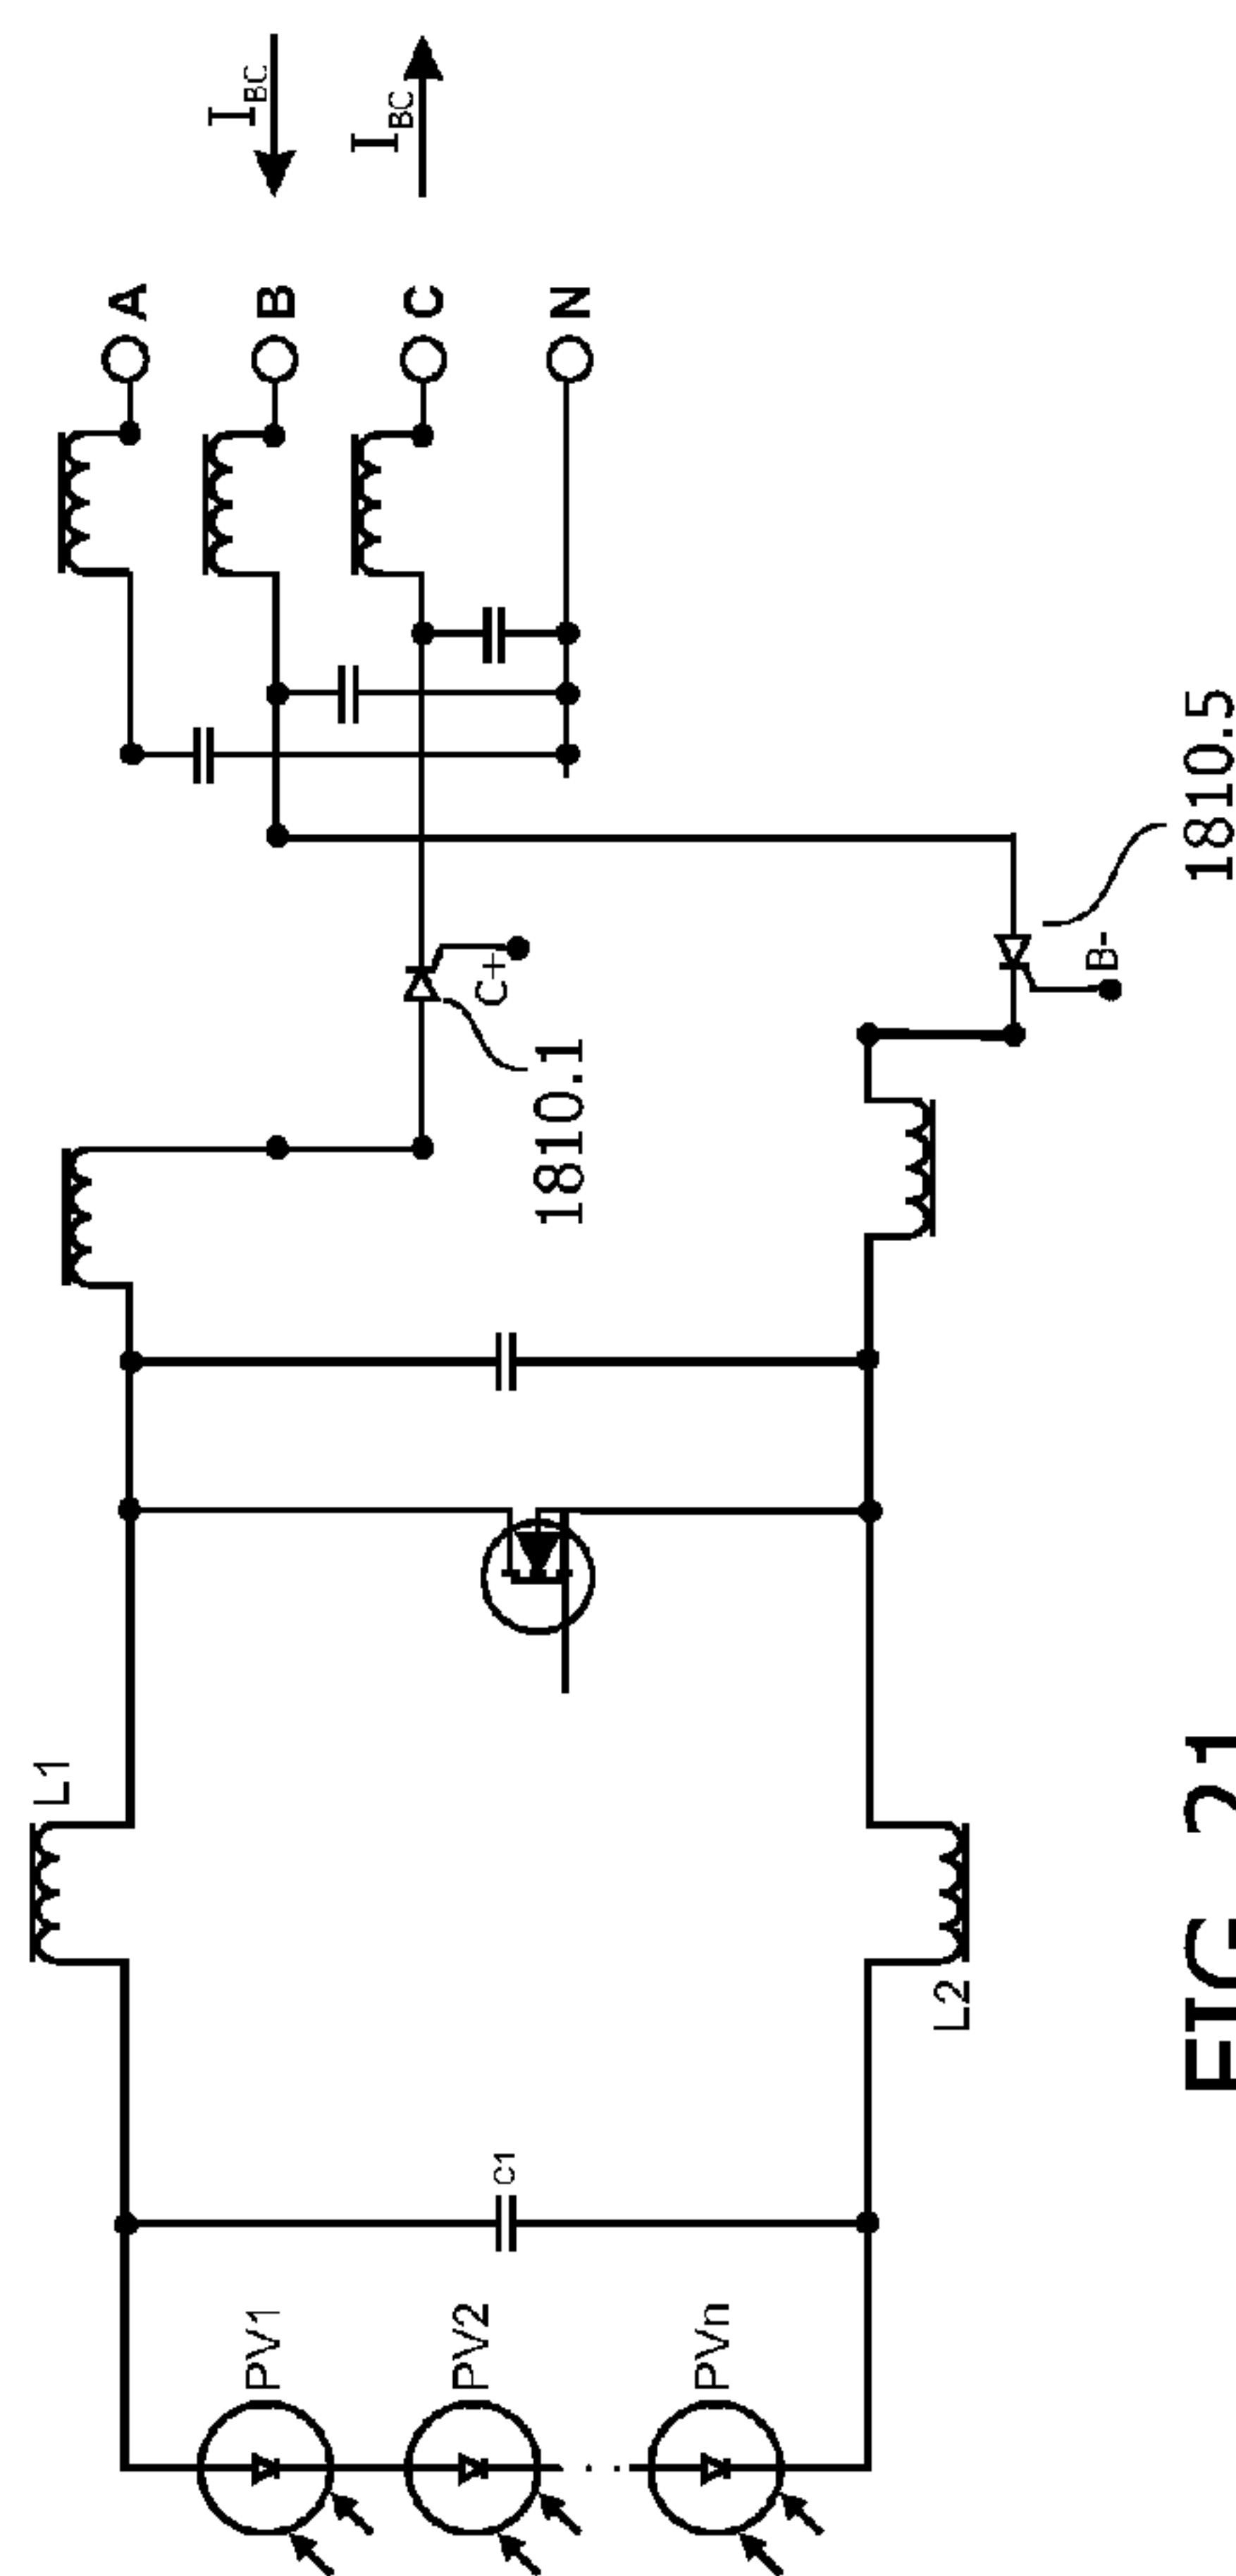 PV1
PV2
PVn
C1
L1
L2
1810.1
C+
1810.5
B-
A
B
C
N
I_BC
I_BC
FIG. 21